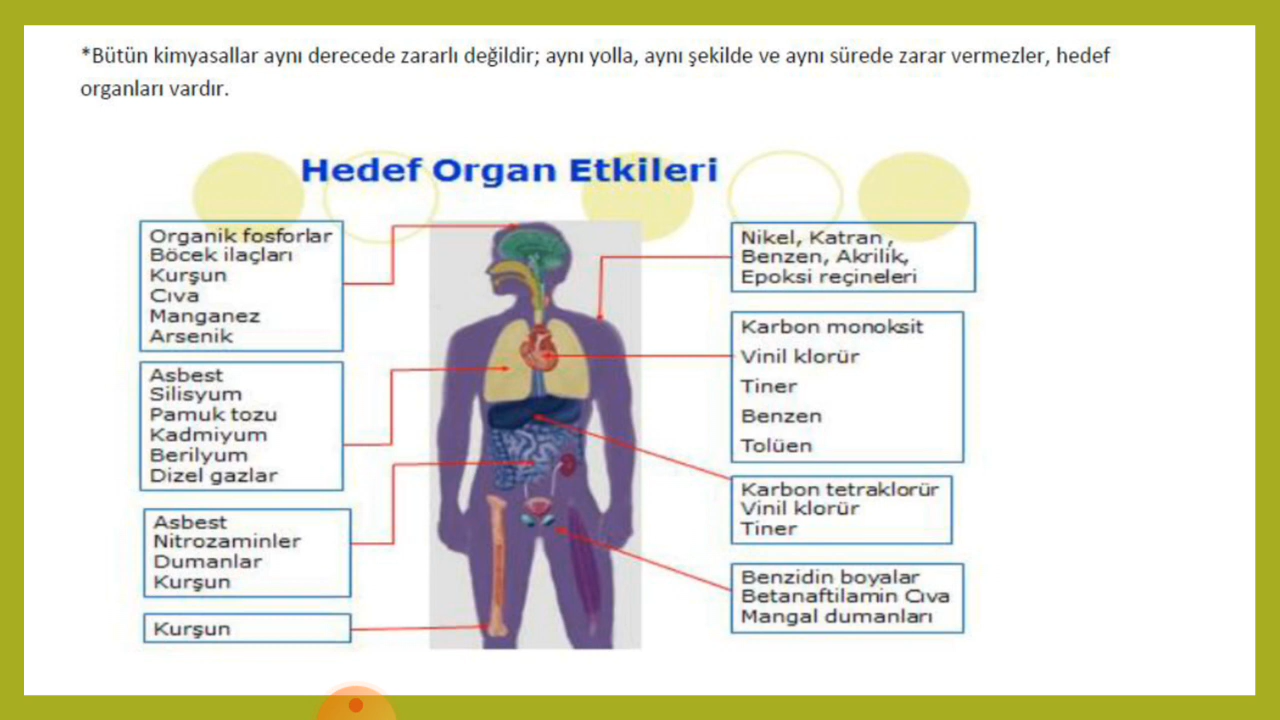 *Bütün kimyasallar aynı derecede zararlı değildir; aynı yolla, aynı şekilde ve aynı sürede zarar vermezler, hedef
organları vardır.
Hedef Organ Etkileri
Organik fosforlar
Böcek ilaçları
Kurşun
Cıva
Manganez
Arsenik
Asbest
Silisyum
Pamuk tozu
Kadmiyum
Berilyum
Dizel gazlar
Asbest
Nitrozaminler
Dumanlar
Kurşun
Kurşun
Nikel, Katran ,
Benzen, Akrilik,
Epoksi reçineleri
Karbon monoksit
Vinil klorür
Tiner
Benzen
Tolüen
Karbon tetraklorür
Vinil klorür
Tiner
Benzidin boyalar
Betanaftilamin Cıva
Mangal dumanları